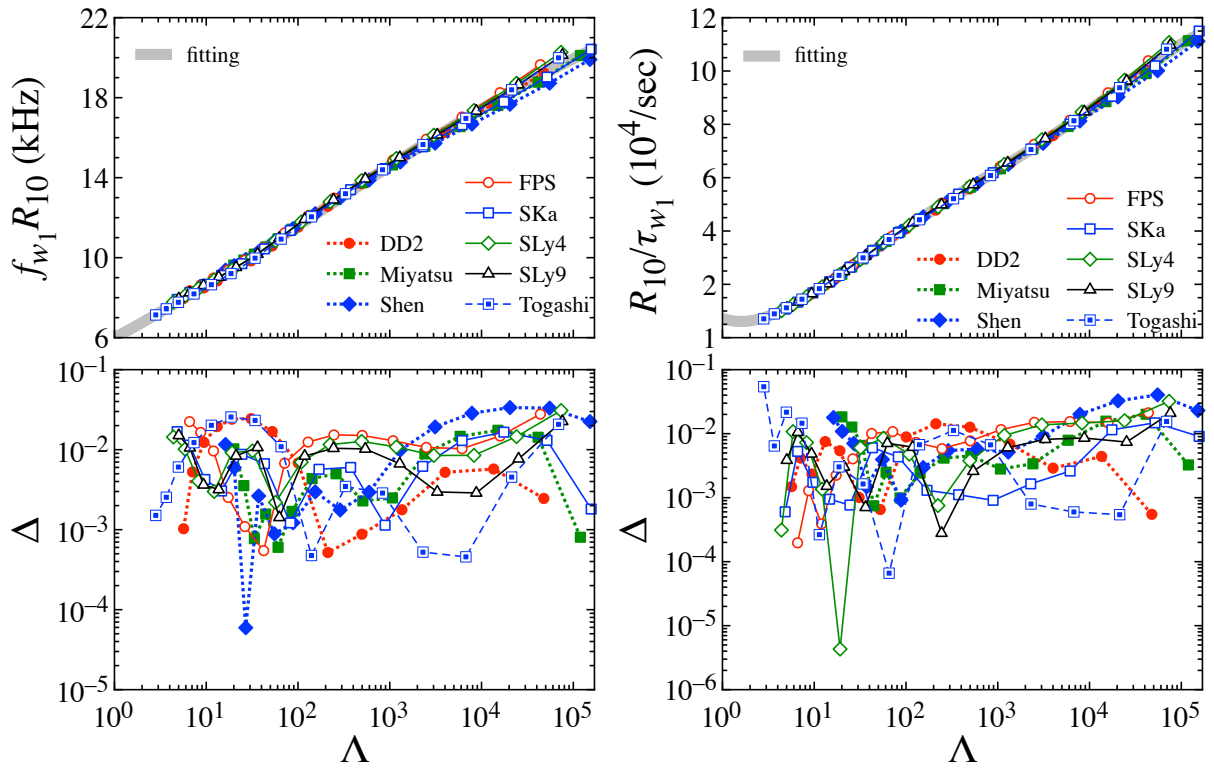 22
18
14
10
6
f_{w_1} R_{10} (kHz)
fitting
FPS
SKa
SLy4
SLy9
Togashi
DD2
Miyatsu
Shen
12
10
8
6
4
2
1
R_{10}/τ_{w_1} (10^4/sec)
fitting
FPS
SKa
SLy4
SLy9
Togashi
DD2
Miyatsu
Shen
10^{-1}
10^{-2}
10^{-3}
10^{-4}
10^{-5}
Δ
10^0 10^1 10^2 10^3 10^4 10^5
Λ
10^{-1}
10^{-2}
10^{-3}
10^{-4}
10^{-5}
10^{-6}
Δ
10^0 10^1 10^2 10^3 10^4 10^5
Λ